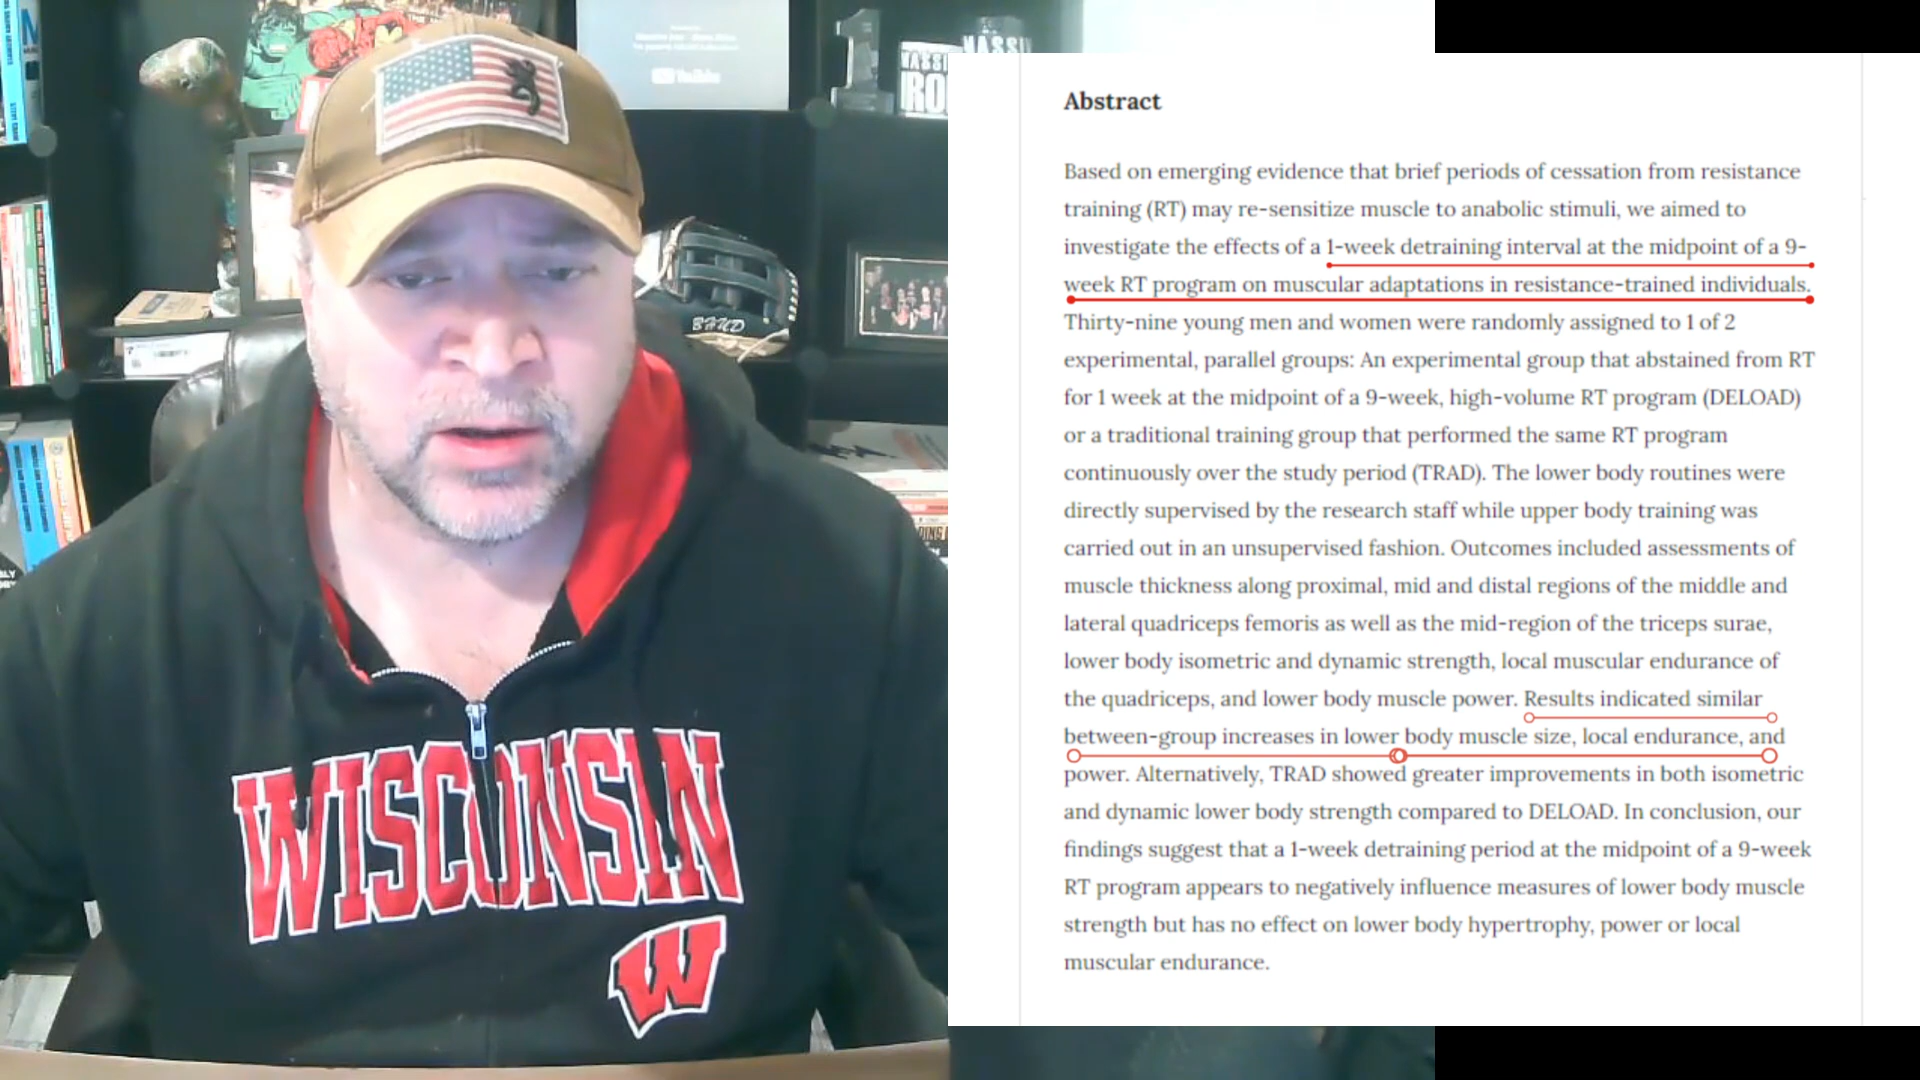 YouTube
MASSI
MASSI
IRO
BHND
WISCONSIN
W
Abstract
Based on emerging evidence that brief periods of cessation from resistance
training (RT) may re-sensitize muscle to anabolic stimuli, we aimed to
investigate the effects of a 1-week detraining interval at the midpoint of a 9-
week RT program on muscular adaptations in resistance-trained individuals.
Thirty-nine young men and women were randomly assigned to 1 of 2
experimental, parallel groups: An experimental group that abstained from RT
for 1 week at the midpoint of a 9-week, high-volume RT program (DELOAD)
or a traditional training group that performed the same RT program
continuously over the study period (TRAD). The lower body routines were
directly supervised by the research staff while upper body training was
carried out in an unsupervised fashion. Outcomes included assessments of
muscle thickness along proximal, mid and distal regions of the middle and
lateral quadriceps femoris as well as the mid-region of the triceps surae,
lower body isometric and dynamic strength, local muscular endurance of
the quadriceps, and lower body muscle power. Results indicated similar
between-group increases in lower body muscle size, local endurance, and
power. Alternatively, TRAD showed greater improvements in both isometric
and dynamic lower body strength compared to DELOAD. In conclusion, our
findings suggest that a 1-week detraining period at the midpoint of a 9-week
RT program appears to negatively influence measures of lower body muscle
strength but has no effect on lower body hypertrophy, power or local
muscular endurance.